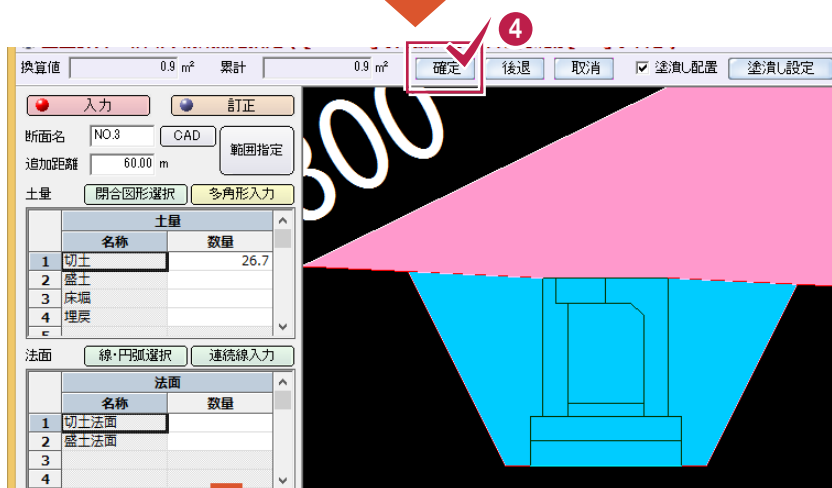 4
換算値 0.9 m² 累計 0.9 m² 確定 後退 取消 塗潰し配置 塗潰し設定
入力 訂正
断面名 NO.3 CAD 範囲指定
追加距離 60.00 m
土量 閉合図形選択 多角形入力
土量
名称 数量
1 切土 26.7
2 盛土
3 床堀
4 埋戻
5
法面 線・円弧選択 連続線入力
法面
名称 数量
1 切土法面
2 盛土法面
3
4
300